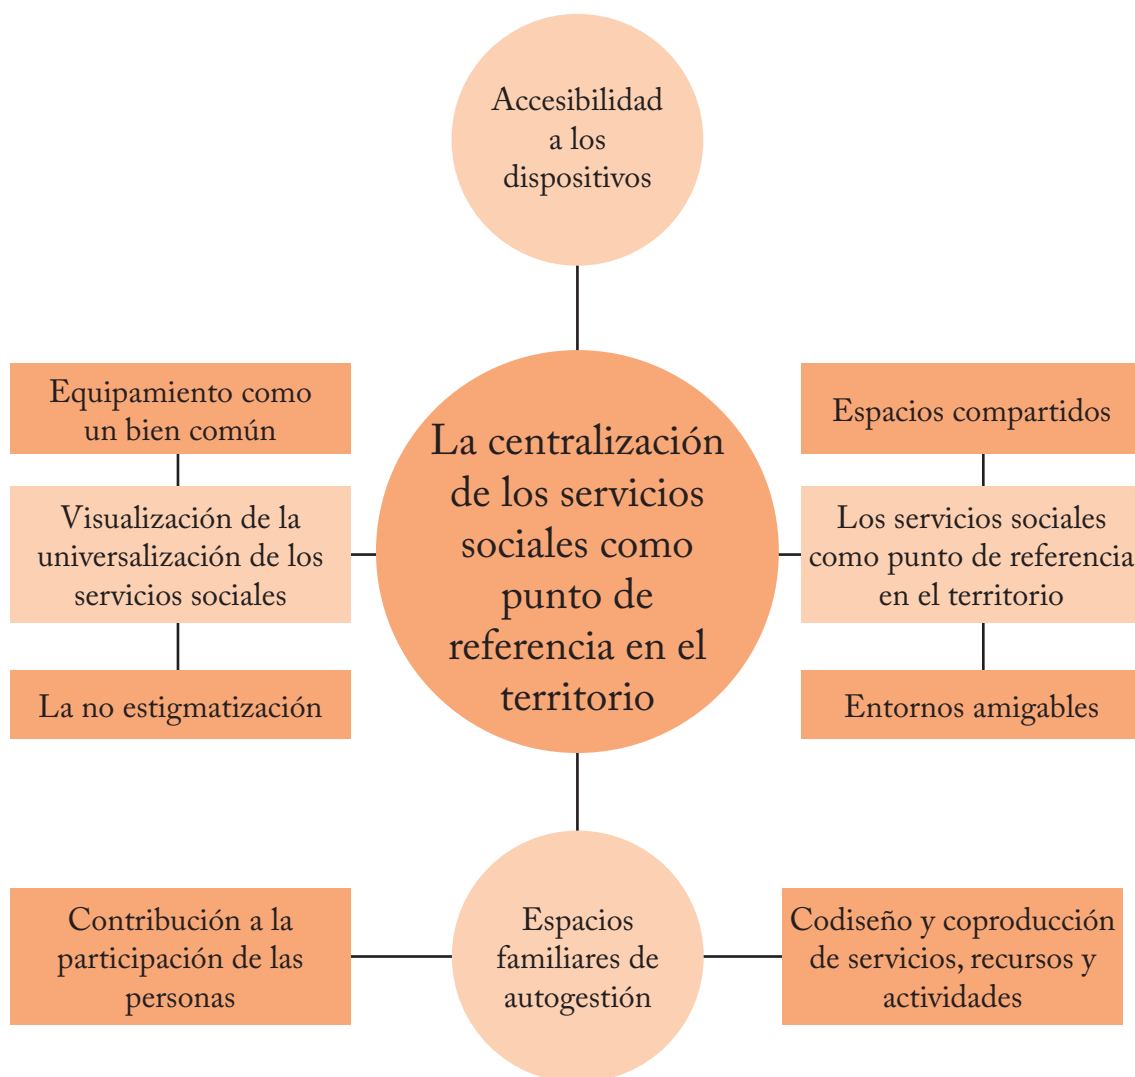 Accesibilidad
a los
dispositivos
Equipamiento como
un bien común
Visualización de la
universalización de los
servicios sociales
La no estigmatización
La centralización
de los servicios
sociales como
punto de
referencia en el
territorio
Espacios compartidos
Los servicios sociales
como punto de referencia
en el territorio
Entornos amigables
Contribución a la
participación de las
personas
Espacios
familiares de
autogestión
Codiseño y coproducción
de servicios, recursos y
actividades